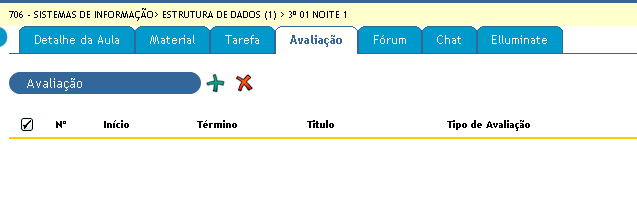 706 - SISTEMAS DE INFORMAÇÃO> ESTRUTURA DE DADOS (1) > 3º 01 NOITE 1
Detalhe da Aula Material Tarefa Avaliação Fórum Chat Elluminate
Avaliação
Nº Início Término Titulo Tipo de Avaliação